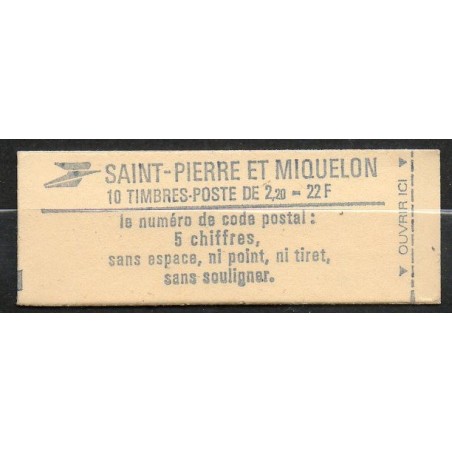 SAINT-PIERRE ET MIQUELON
10 TIMBRES-POSTE DE 2,20 = 22 F
le numéro de code postal :
5 chiffres,
sans espace, ni point, ni tiret,
sans souligner.
OUVRIR ICI